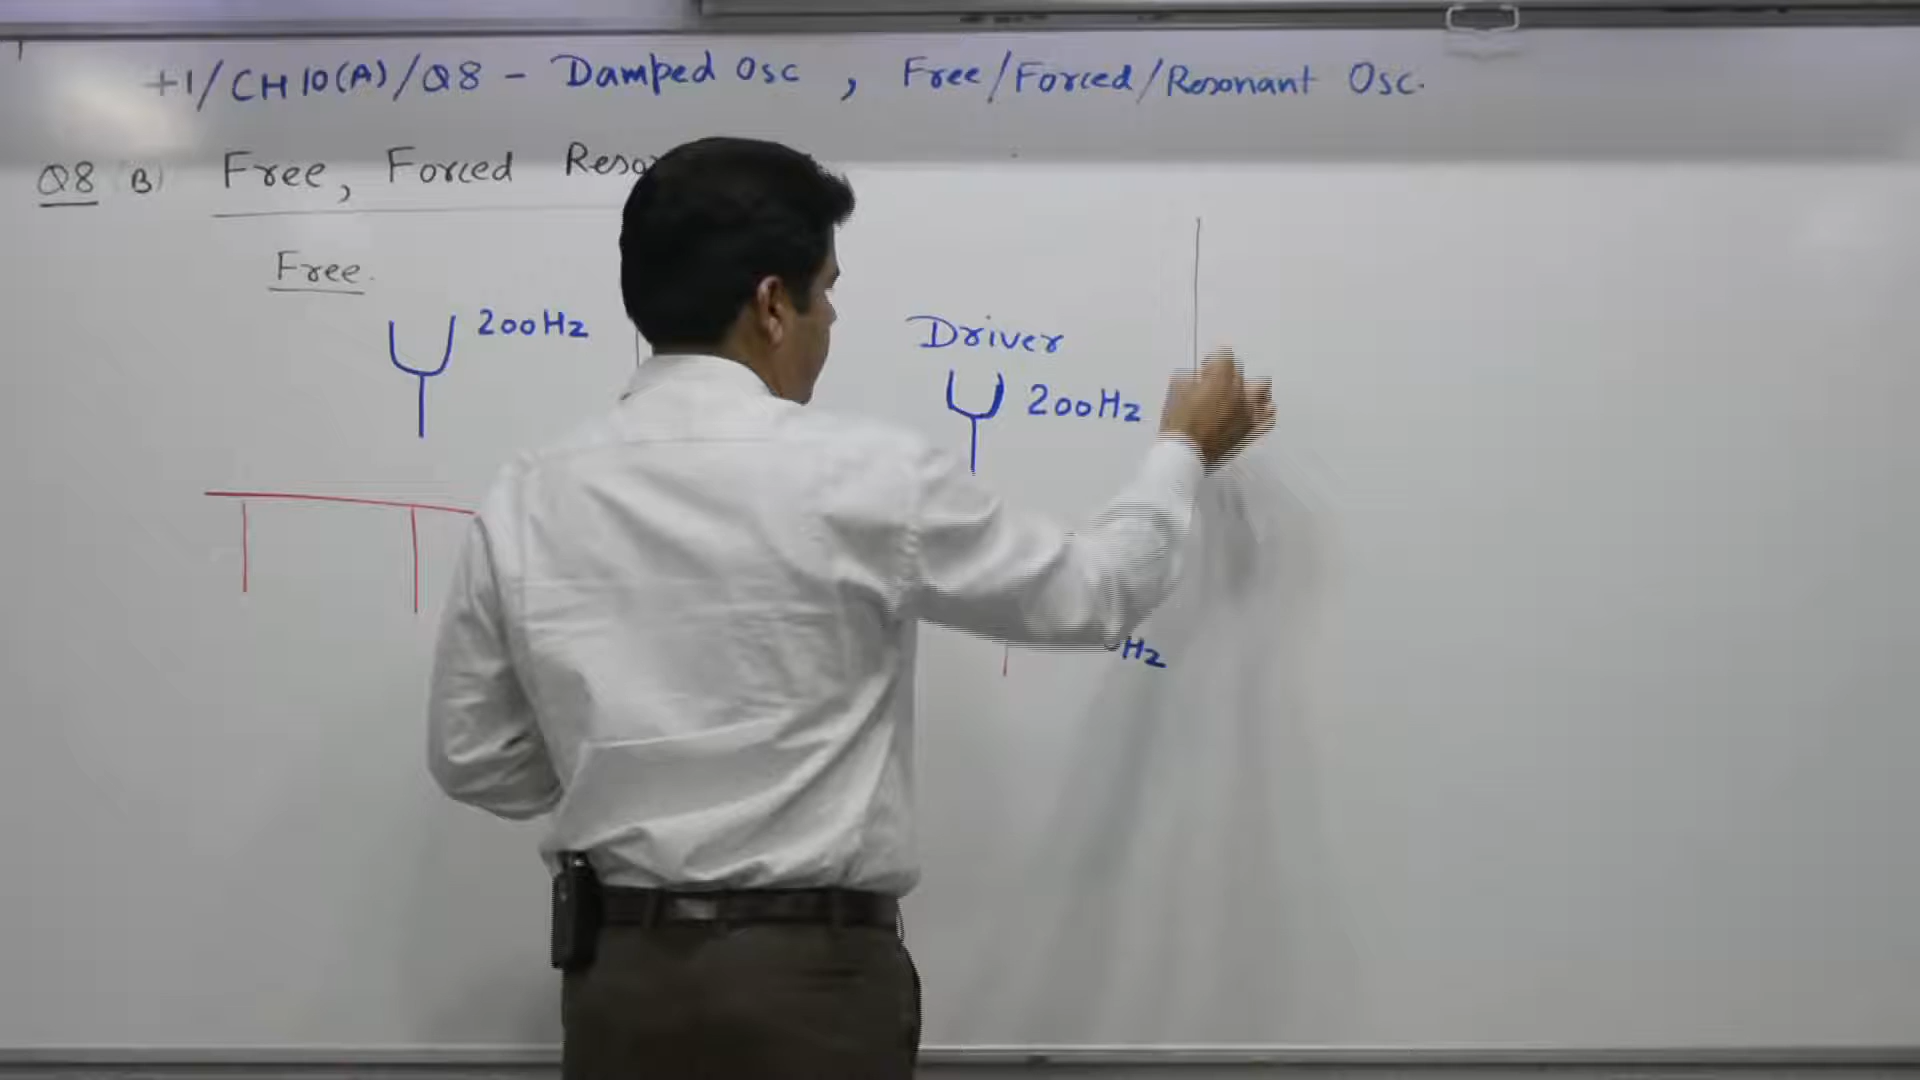 +1/CH10(A)/Q8 - Damped Osc, Free/Forced/Resonant Osc.
Q8 (B) Free, Forced
Free.
200Hz
Driver
200Hz
Hz